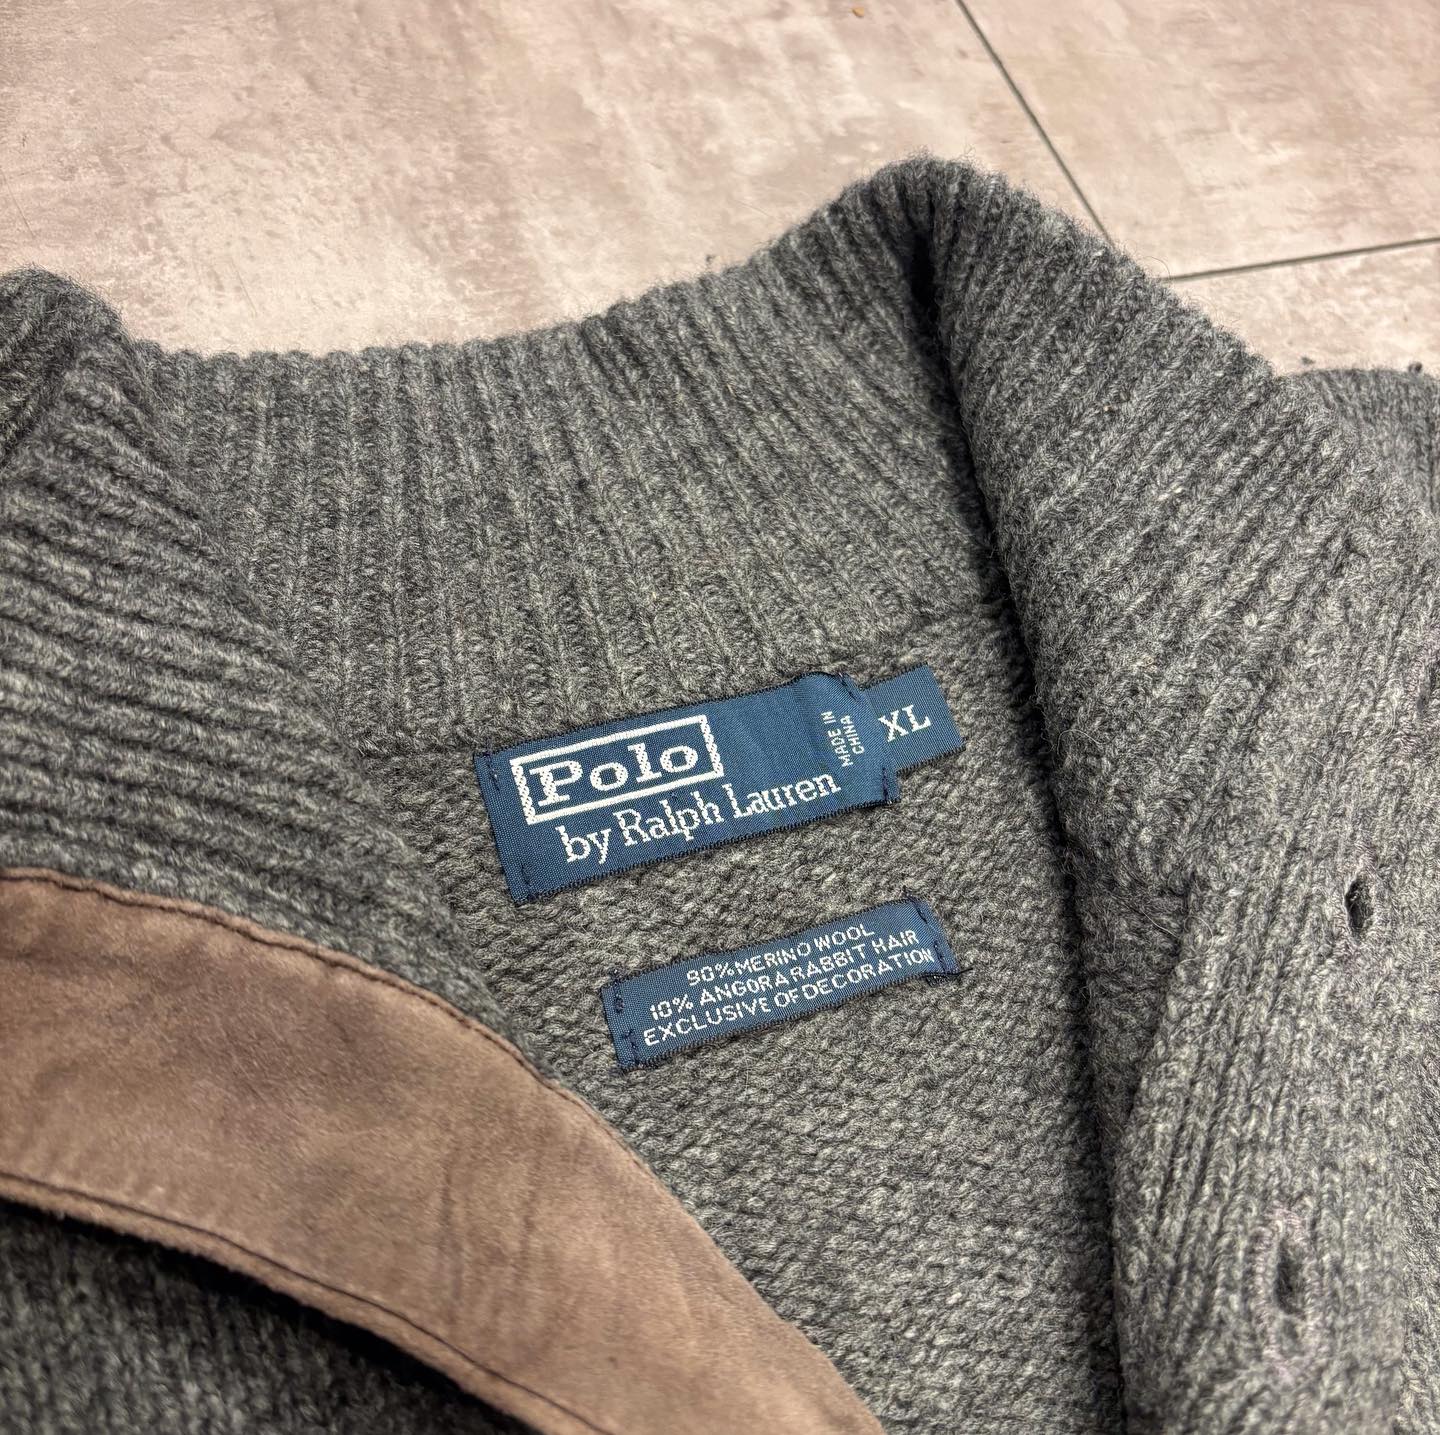 Polo
by Ralph Lauren
MADE IN
CHINA
XL
90% MERINO WOOL
10% ANGORA RABBIT HAIR
EXCLUSIVE OF DECORATION